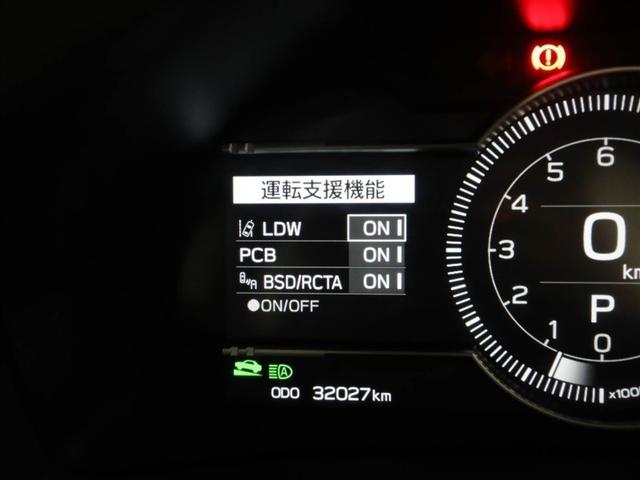 運転支援機能
LDW ON
PCB ON
BSD/RCTA ON
●ON/OFF
ODO 32027km
6
5
4
3
2
1
0
0
km
P
x100